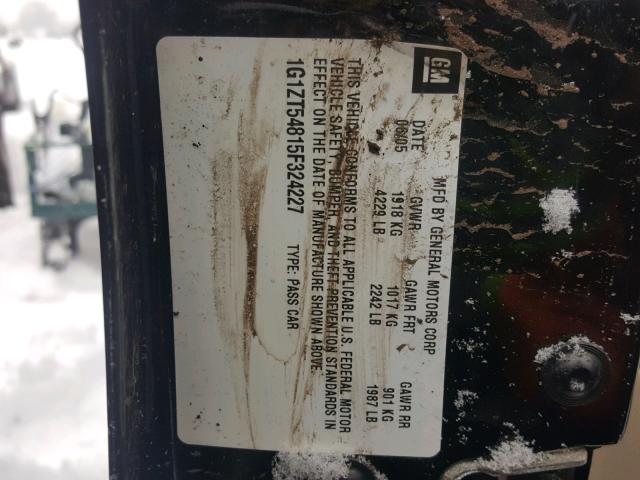 GM
MFD BY GENERAL MOTORS CORP
DATE GVWR GAWR FRT GAWR RR
06/05 1918 KG 1017 KG 901 KG
4229 LB 2242 LB 1987 LB
THIS VEHICLE CONFORMS TO ALL APPLICABLE U.S. FEDERAL MOTOR
VEHICLE SAFETY, BUMPER AND THEFT PREVENTION STANDARDS IN
EFFECT ON THE DATE OF MANUFACTURE SHOWN ABOVE.
1G1ZT54815F324227 TYPE: PASS CAR